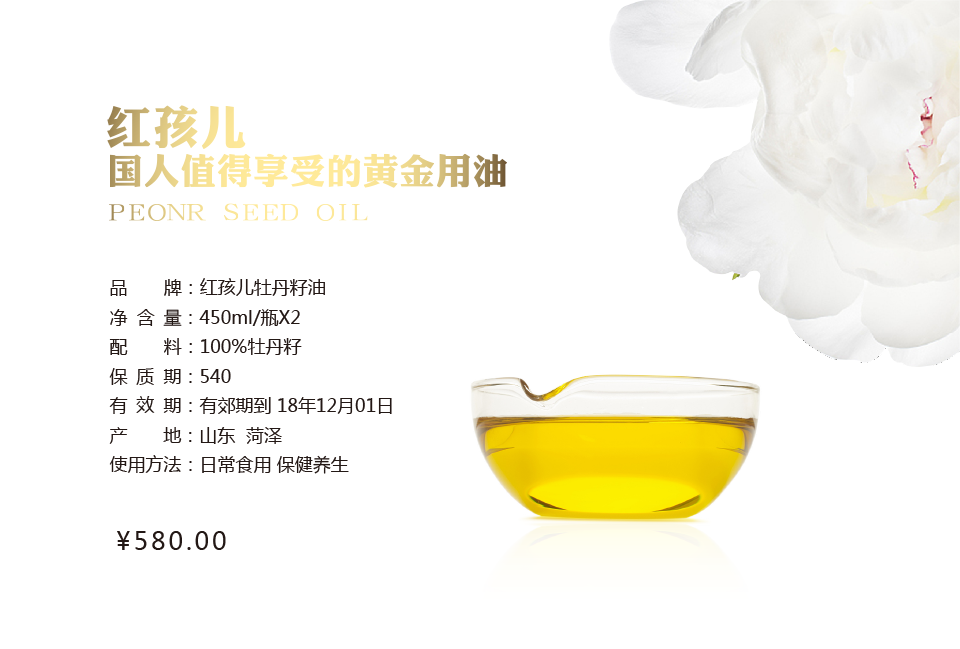 红孩儿
国人值得享受的黄金用油
PEONR SEED OIL
品牌：红孩儿牡丹籽油
净含量：450ml/瓶X2
配料：100%牡丹籽
保质期：540
有效期：有郊期到 18年12月01日
产地：山东 菏泽
使用方法：日常食用 保健养生
¥580.00